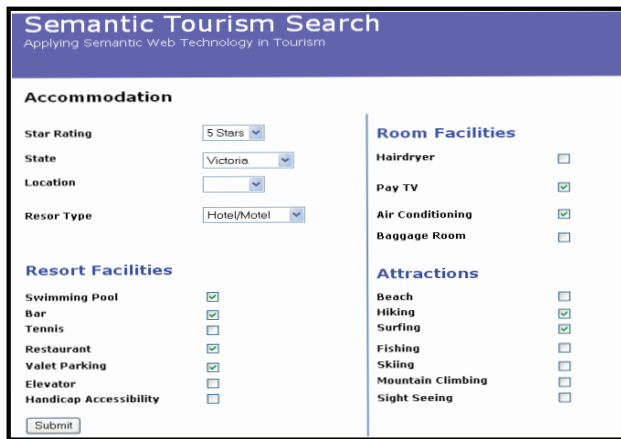 Semantic Tourism Search
Applying Semantic Web Technology in Tourism
Accommodation
Star Rating 5 Stars
State Victoria
Location
Resor Type Hotel/Motel
Room Facilities
Hairdryer
Pay TV
Air Conditioning
Baggage Room
Resort Facilities
Swimming Pool
Bar
Tennis
Restaurant
Valet Parking
Elevator
Handicap Accessibility
Attractions
Beach
Hiking
Surfing
Fishing
Skiing
Mountain Climbing
Sight Seeing
Submit